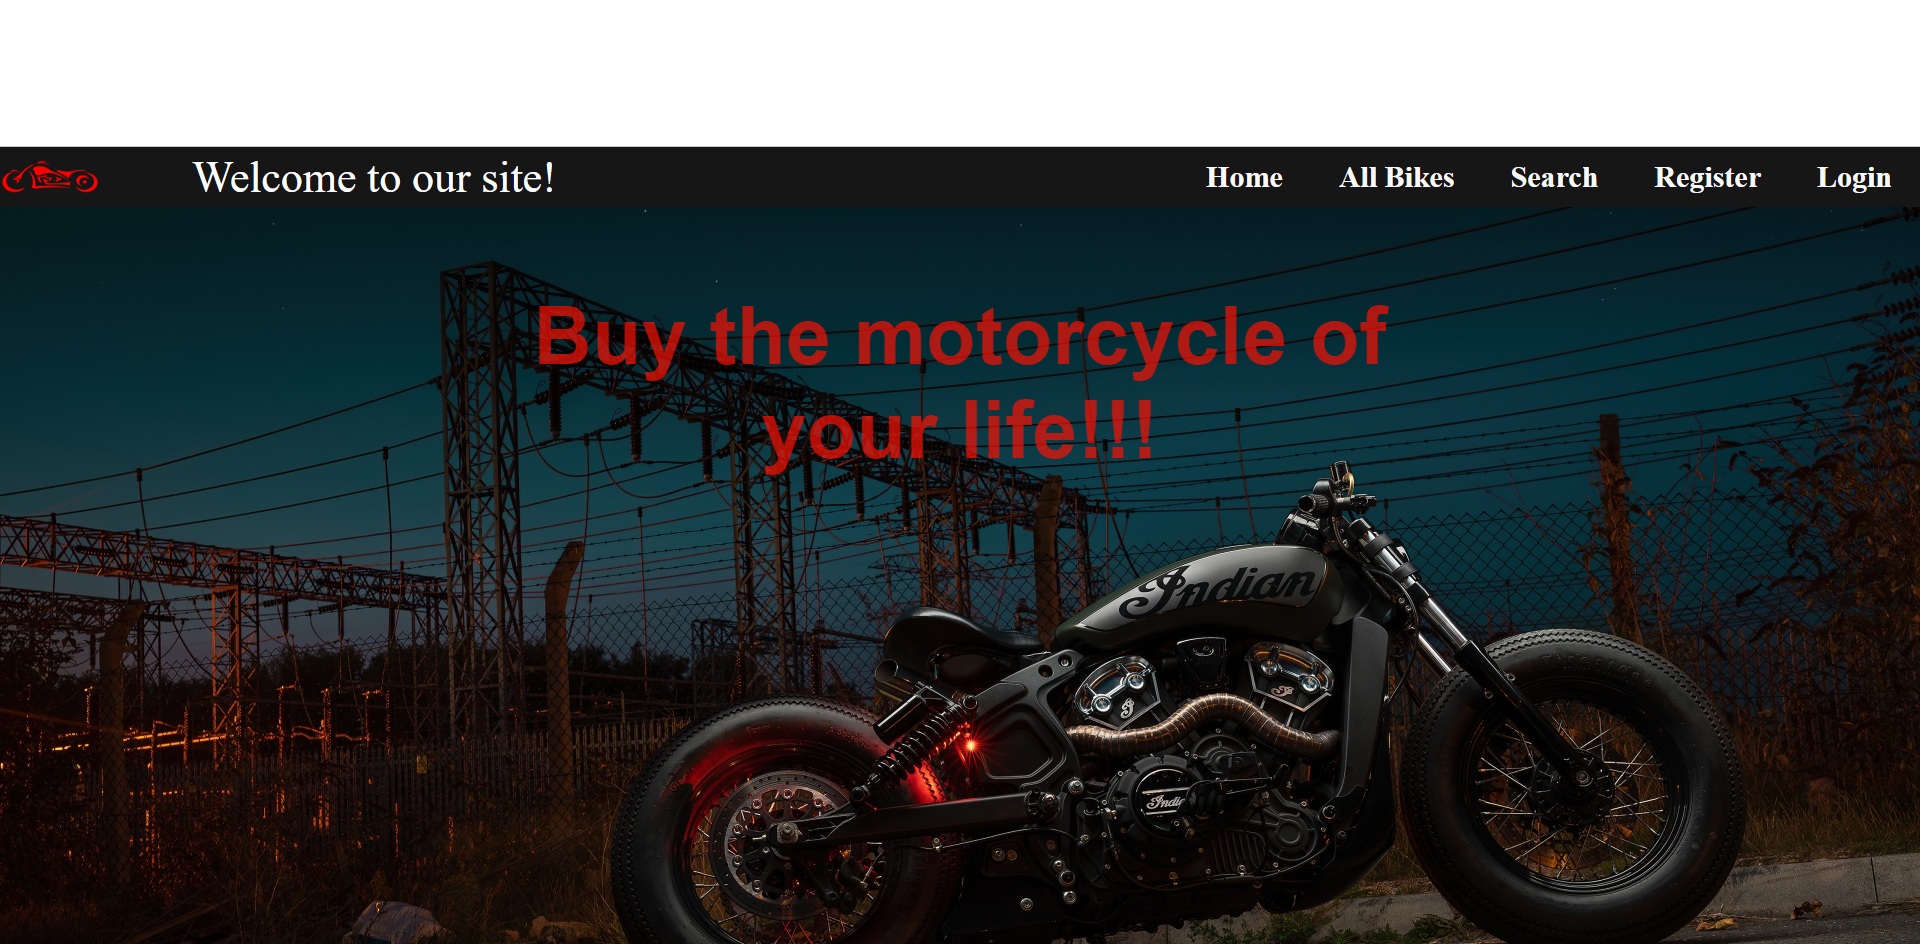 Welcome to our site!
Home
All Bikes
Search
Register
Login
Buy the motorcycle of
your life!!!
Indian